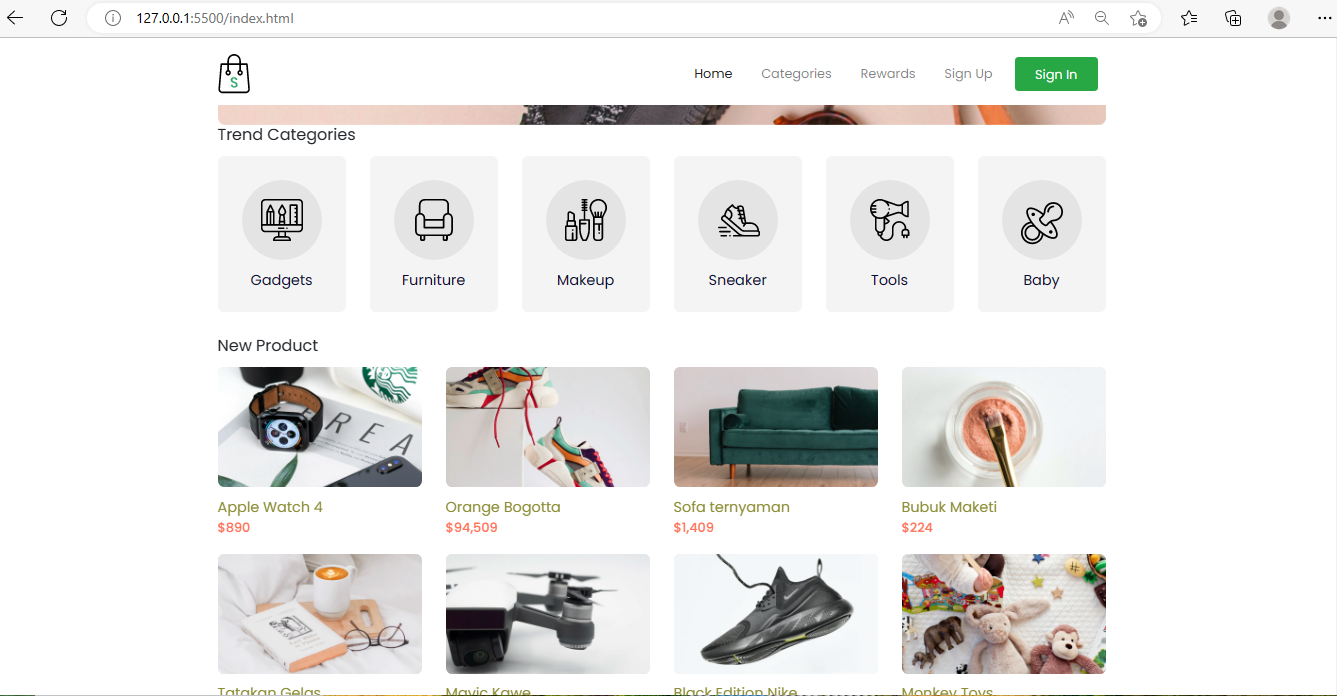 127.0.0.1:5500/index.html
S
Home Categories Rewards Sign Up Sign In
Trend Categories
Gadgets Furniture Makeup Sneaker Tools Baby
New Product
REA
Apple Watch 4 Orange Bogotta Sofa ternyaman Bubuk Maketi
$890 $94,509 $1,409 $224
Tatakan Gelas Mavic Kawe Black Edition Nike Monkey Toys